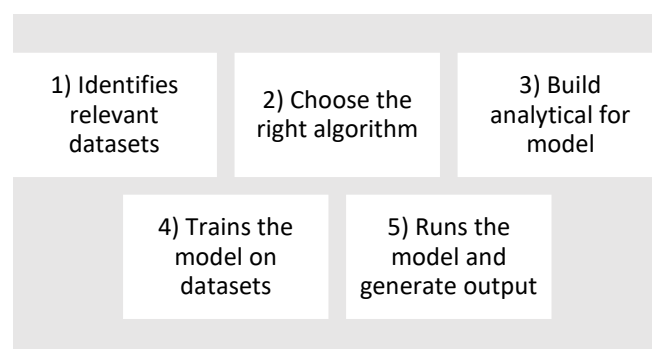 1) Identifies
relevant
datasets
2) Choose the
right algorithm
3) Build
analytical for
model
4) Trains the
model on
datasets
5) Runs the
model and
generate output